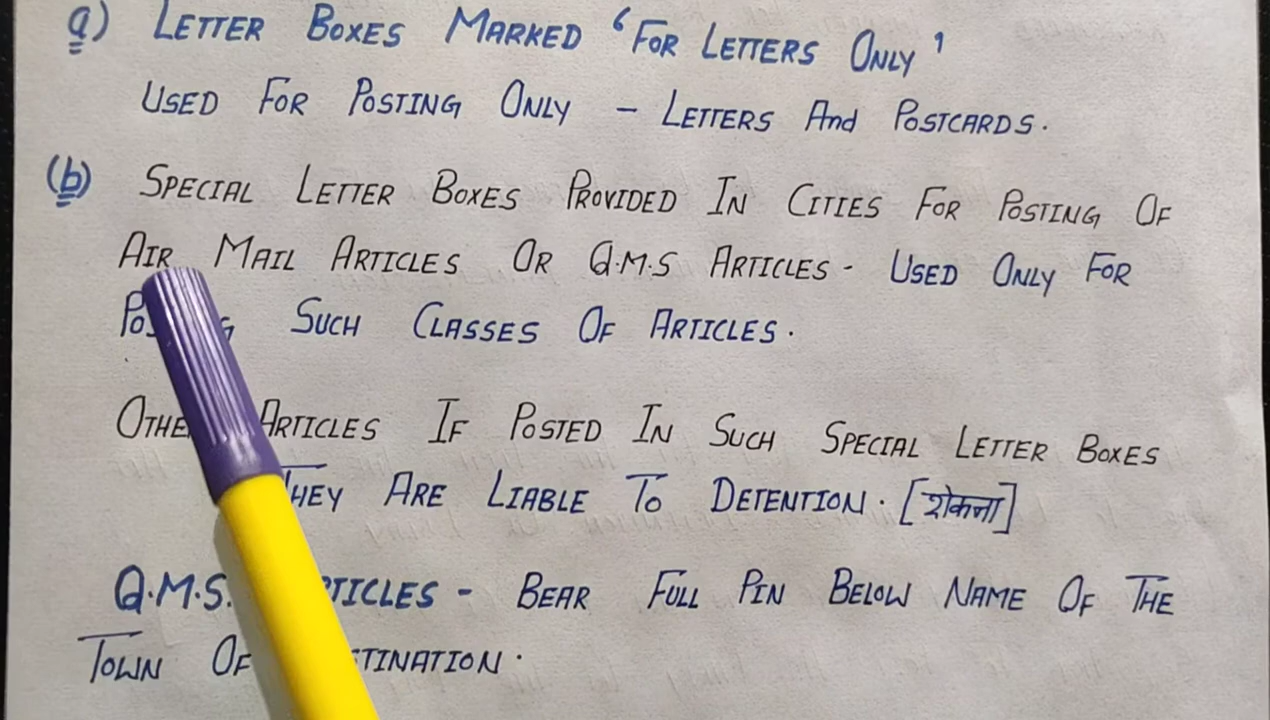 a) LETTER BOXES MARKED 'FOR LETTERS ONLY'
USED FOR POSTING ONLY - LETTERS And POSTCARDS.
(b) SPECIAL LETTER BOXES PROVIDED IN CITIES FOR POSTING OF
AIR MAIL ARTICLES OR Q.M.S ARTICLES - USED ONLY FOR
SUCH CLASSES OF ARTICLES.
ARTICLES IF POSTED IN SUCH SPECIAL LETTER BOXES
THEY ARE LIABLE TO DETENTION. [रोकना]
Q.M.S. - BEAR FULL PIN BELOW NAME OF THE
TOWN OF